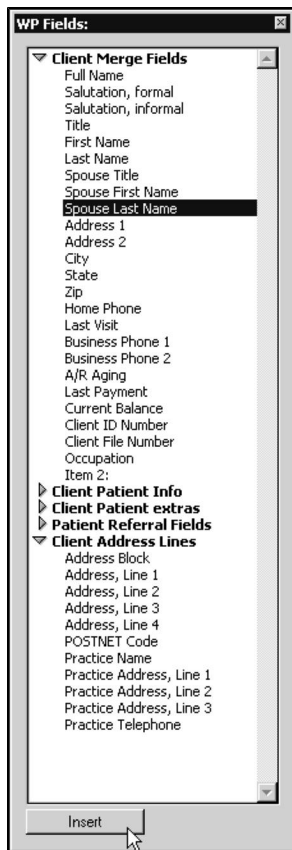 WP Fields:
Client Merge Fields
Full Name
Salutation, formal
Salutation, informal
Title
First Name
Last Name
Spouse Title
Spouse First Name
Spouse Last Name
Address 1
Address 2
City
State
Zip
Home Phone
Last Visit
Business Phone 1
Business Phone 2
A/R Aging
Last Payment
Current Balance
Client ID Number
Client File Number
Occupation
Item 2:
Client Patient Info
Client Patient extras
Patient Referral Fields
Client Address Lines
Address Block
Address, Line 1
Address, Line 2
Address, Line 3
Address, Line 4
POSTNET Code
Practice Name
Practice Address, Line 1
Practice Address, Line 2
Practice Address, Line 3
Practice Telephone
Insert